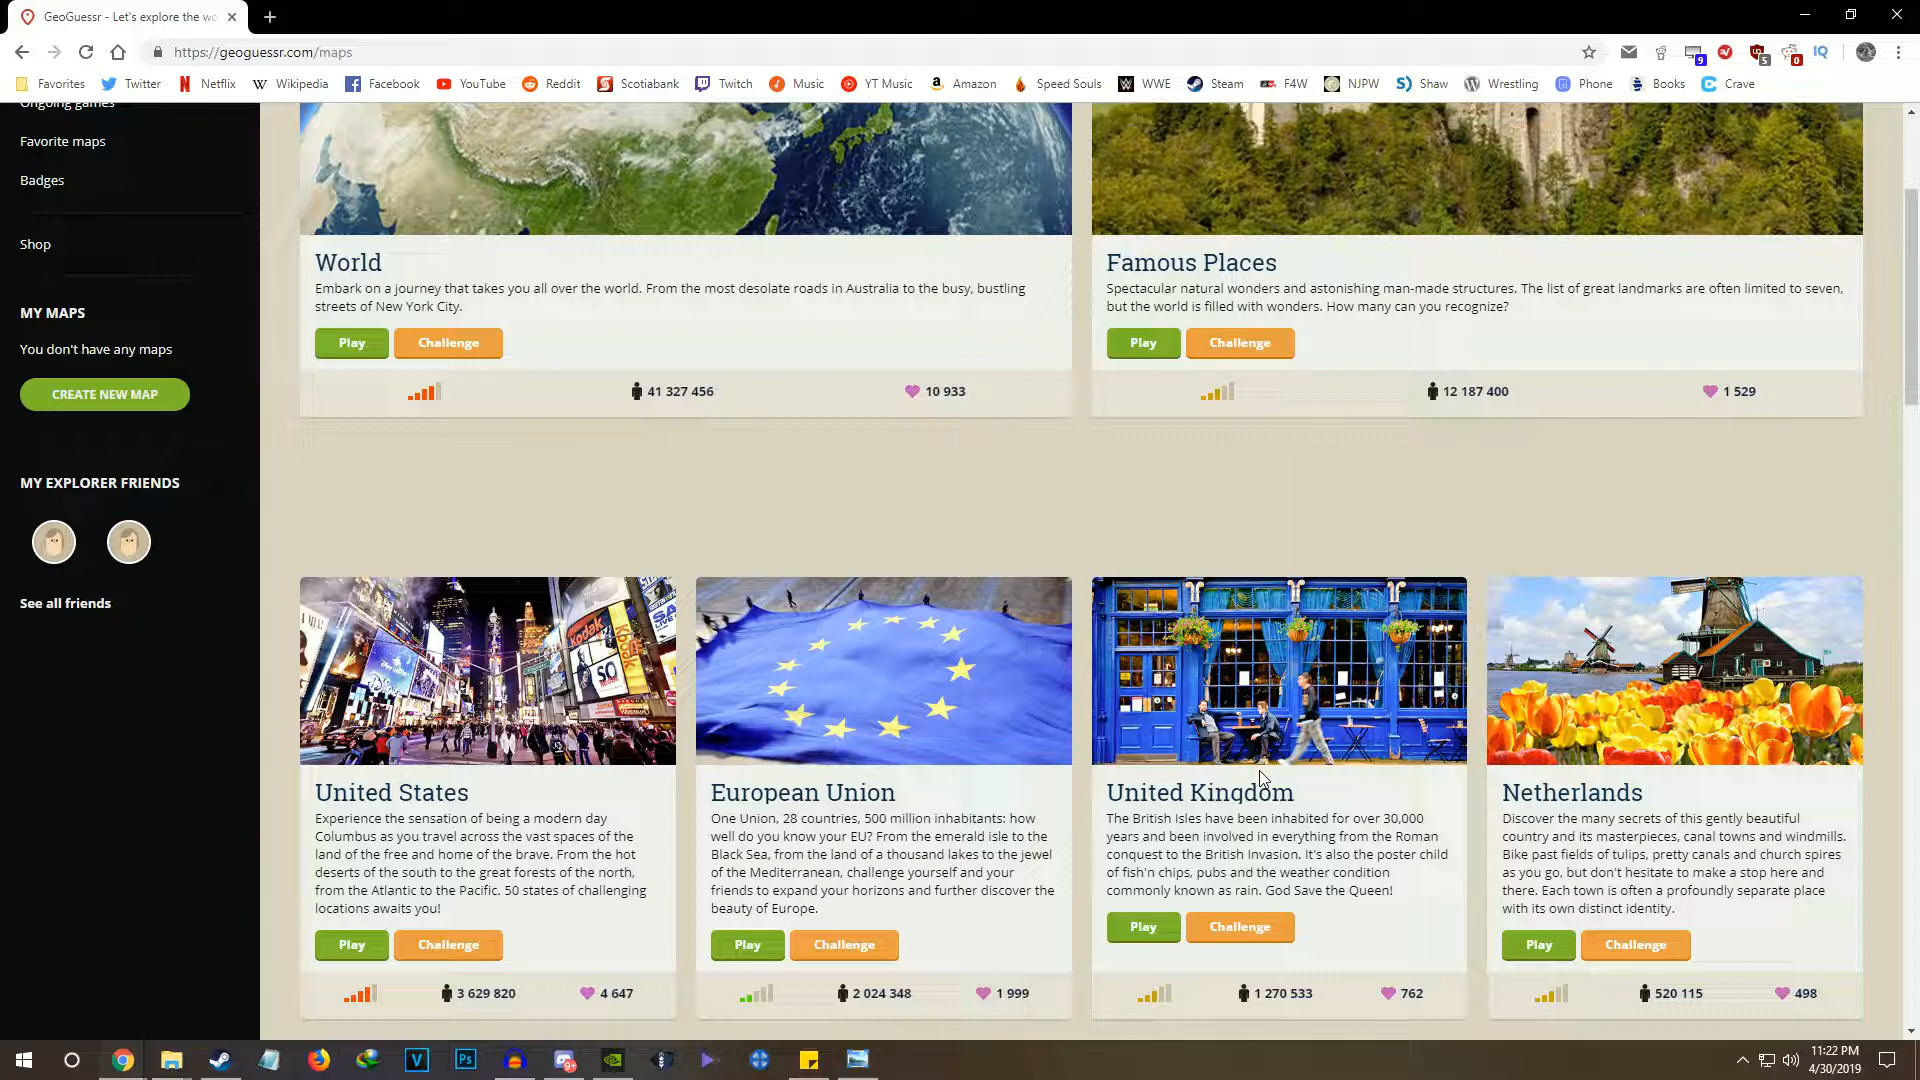 GeoGuessr - Let's explore the wo
https://geoguessr.com/maps
9
5
0
IQ
Favorites
Twitter
Netflix
Wikipedia
Facebook
YouTube
Reddit
Scotiabank
Twitch
Music
YT Music
Amazon
Speed Souls
WWE
Steam
F4W
NJPW
Shaw
Wrestling
Phone
Books
Crave
Ongoing games
Favorite maps
Badges
Shop
MY MAPS
You don't have any maps
CREATE NEW MAP
MY EXPLORER FRIENDS
See all friends
World
Embark on a journey that takes you all over the world. From the most desolate roads in Australia to the busy, bustling
streets of New York City.
Play
Challenge
41 327 456
10 933
Famous Places
Spectacular natural wonders and astonishing man-made structures. The list of great landmarks are often limited to seven,
but the world is filled with wonders. How many can you recognize?
Play
Challenge
12 187 400
1 529
Kodak
SO
United States
Experience the sensation of being a modern day
Columbus as you travel across the vast spaces of the
land of the free and home of the brave. From the hot
deserts of the south to the great forests of the north,
from the Atlantic to the Pacific. 50 states of challenging
locations awaits you!
Play
Challenge
3 629 820
4 647
European Union
One Union, 28 countries, 500 million inhabitants: how
well do you know your EU? From the emerald isle to the
Black Sea, from the land of a thousand lakes to the jewel
of the Mediterranean, challenge yourself and your
friends to expand your horizons and further discover the
beauty of Europe.
Play
Challenge
2 024 348
1 999
United Kingdom
The British Isles have been inhabited for over 30,000
years and been involved in everything from the Roman
conquest to the British Invasion. It's also the poster child
of fish'n chips, pubs and the weather condition
commonly known as rain. God Save the Queen!
Play
Challenge
1 270 533
762
Netherlands
Discover the many secrets of this gently beautiful
country and its masterpieces, canal towns and windmills.
Bike past fields of tulips, pretty canals and church spires
as you go, but don't hesitate to make a stop here and
there. Each town is often a profoundly separate place
with its own distinct identity.
Play
Challenge
520 115
498
V
Ps
9+
11:22 PM
4/30/2019